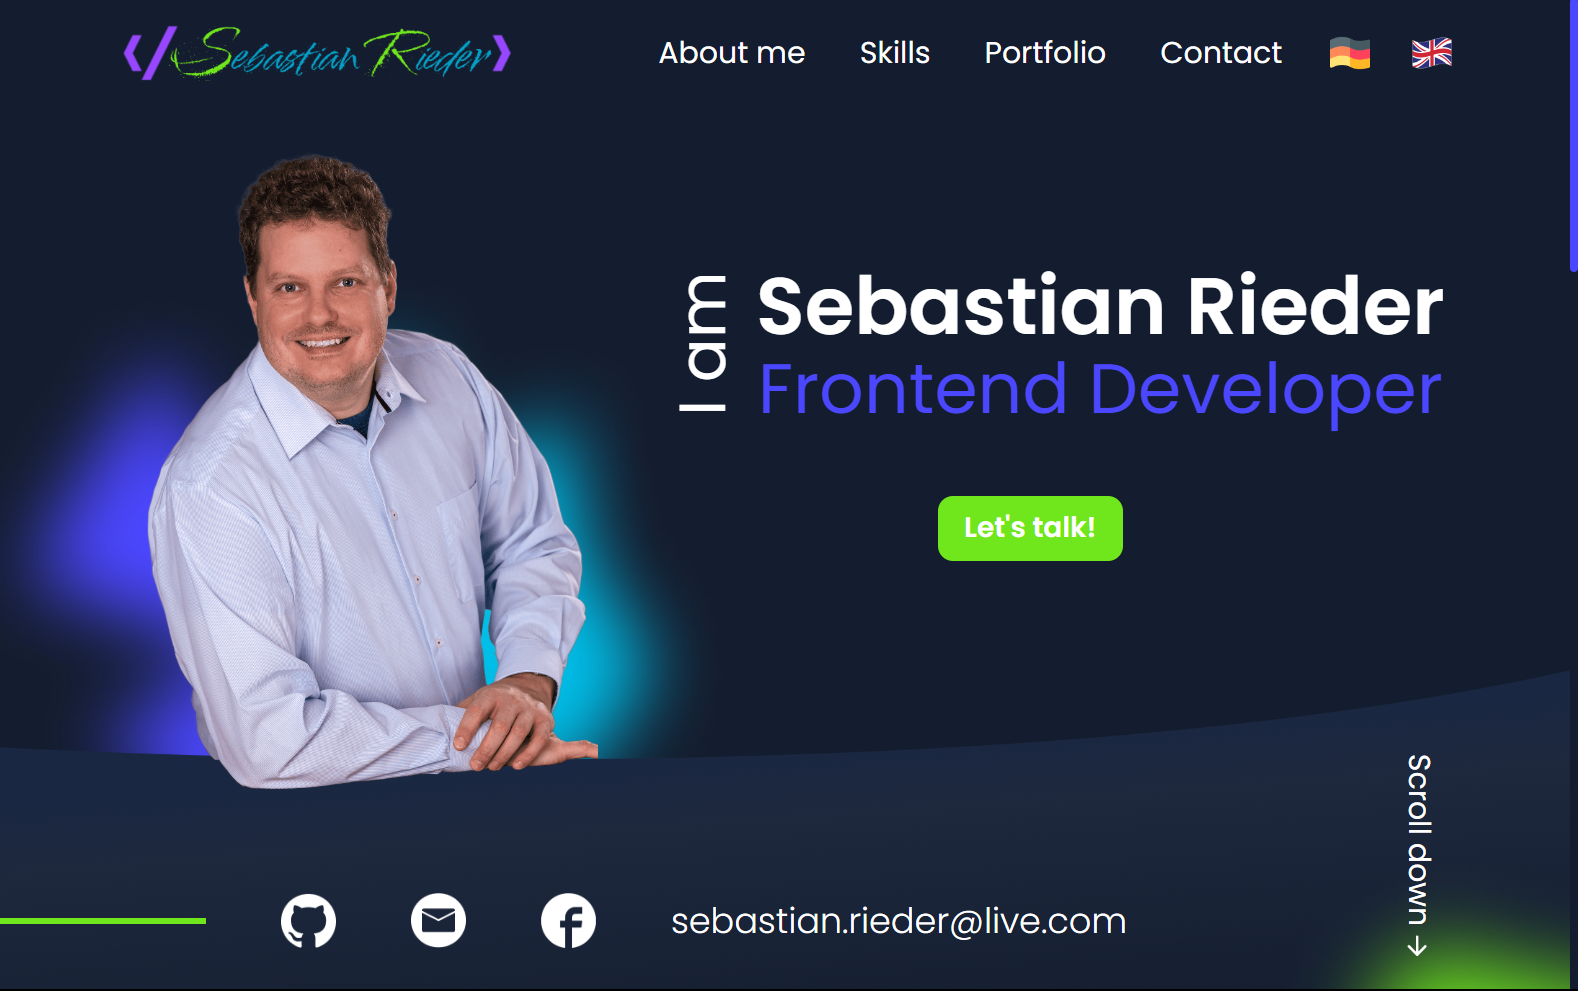 Sebastian Rieder
About me
Skills
Portfolio
Contact
I am
Sebastian Rieder
Frontend Developer
Let's talk!
Scroll down →
sebastian.rieder@live.com